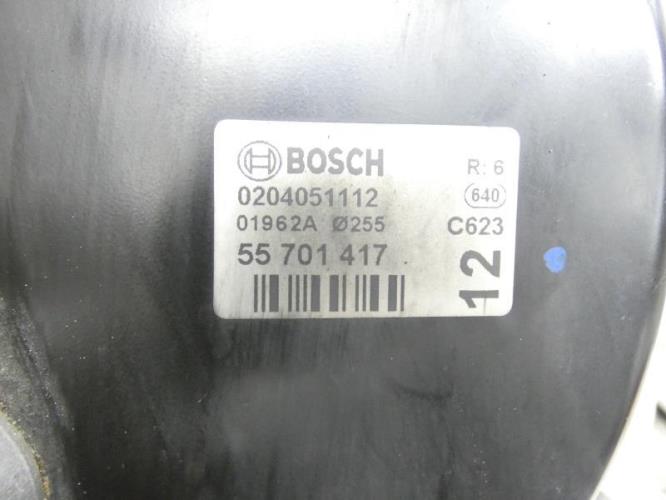 BOSCH R: 6
0204051112 640
01962A Ø255 C623
55 701 417 12